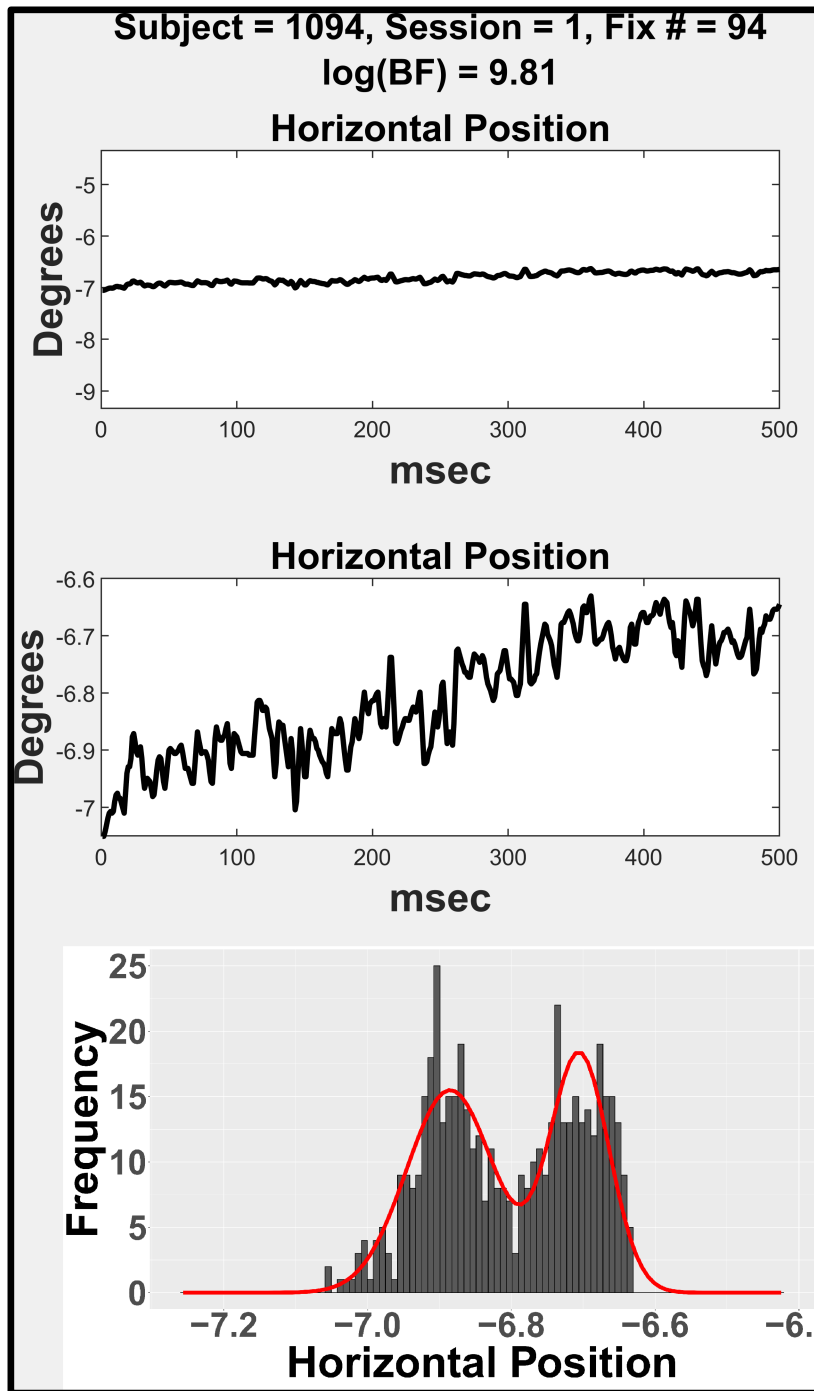 Subject = 1094, Session = 1, Fix # = 94
log(BF) = 9.81
Horizontal Position
Degrees
-5
-6
-7
-8
-9
0 100 200 300 400 500
msec
Horizontal Position
Degrees
-6.6
-6.7
-6.8
-6.9
-7
0 100 200 300 400 500
msec
Frequency
25
20
15
10
5
0
−7.2 −7.0 −6.8 −6.6 −6.
Horizontal Position